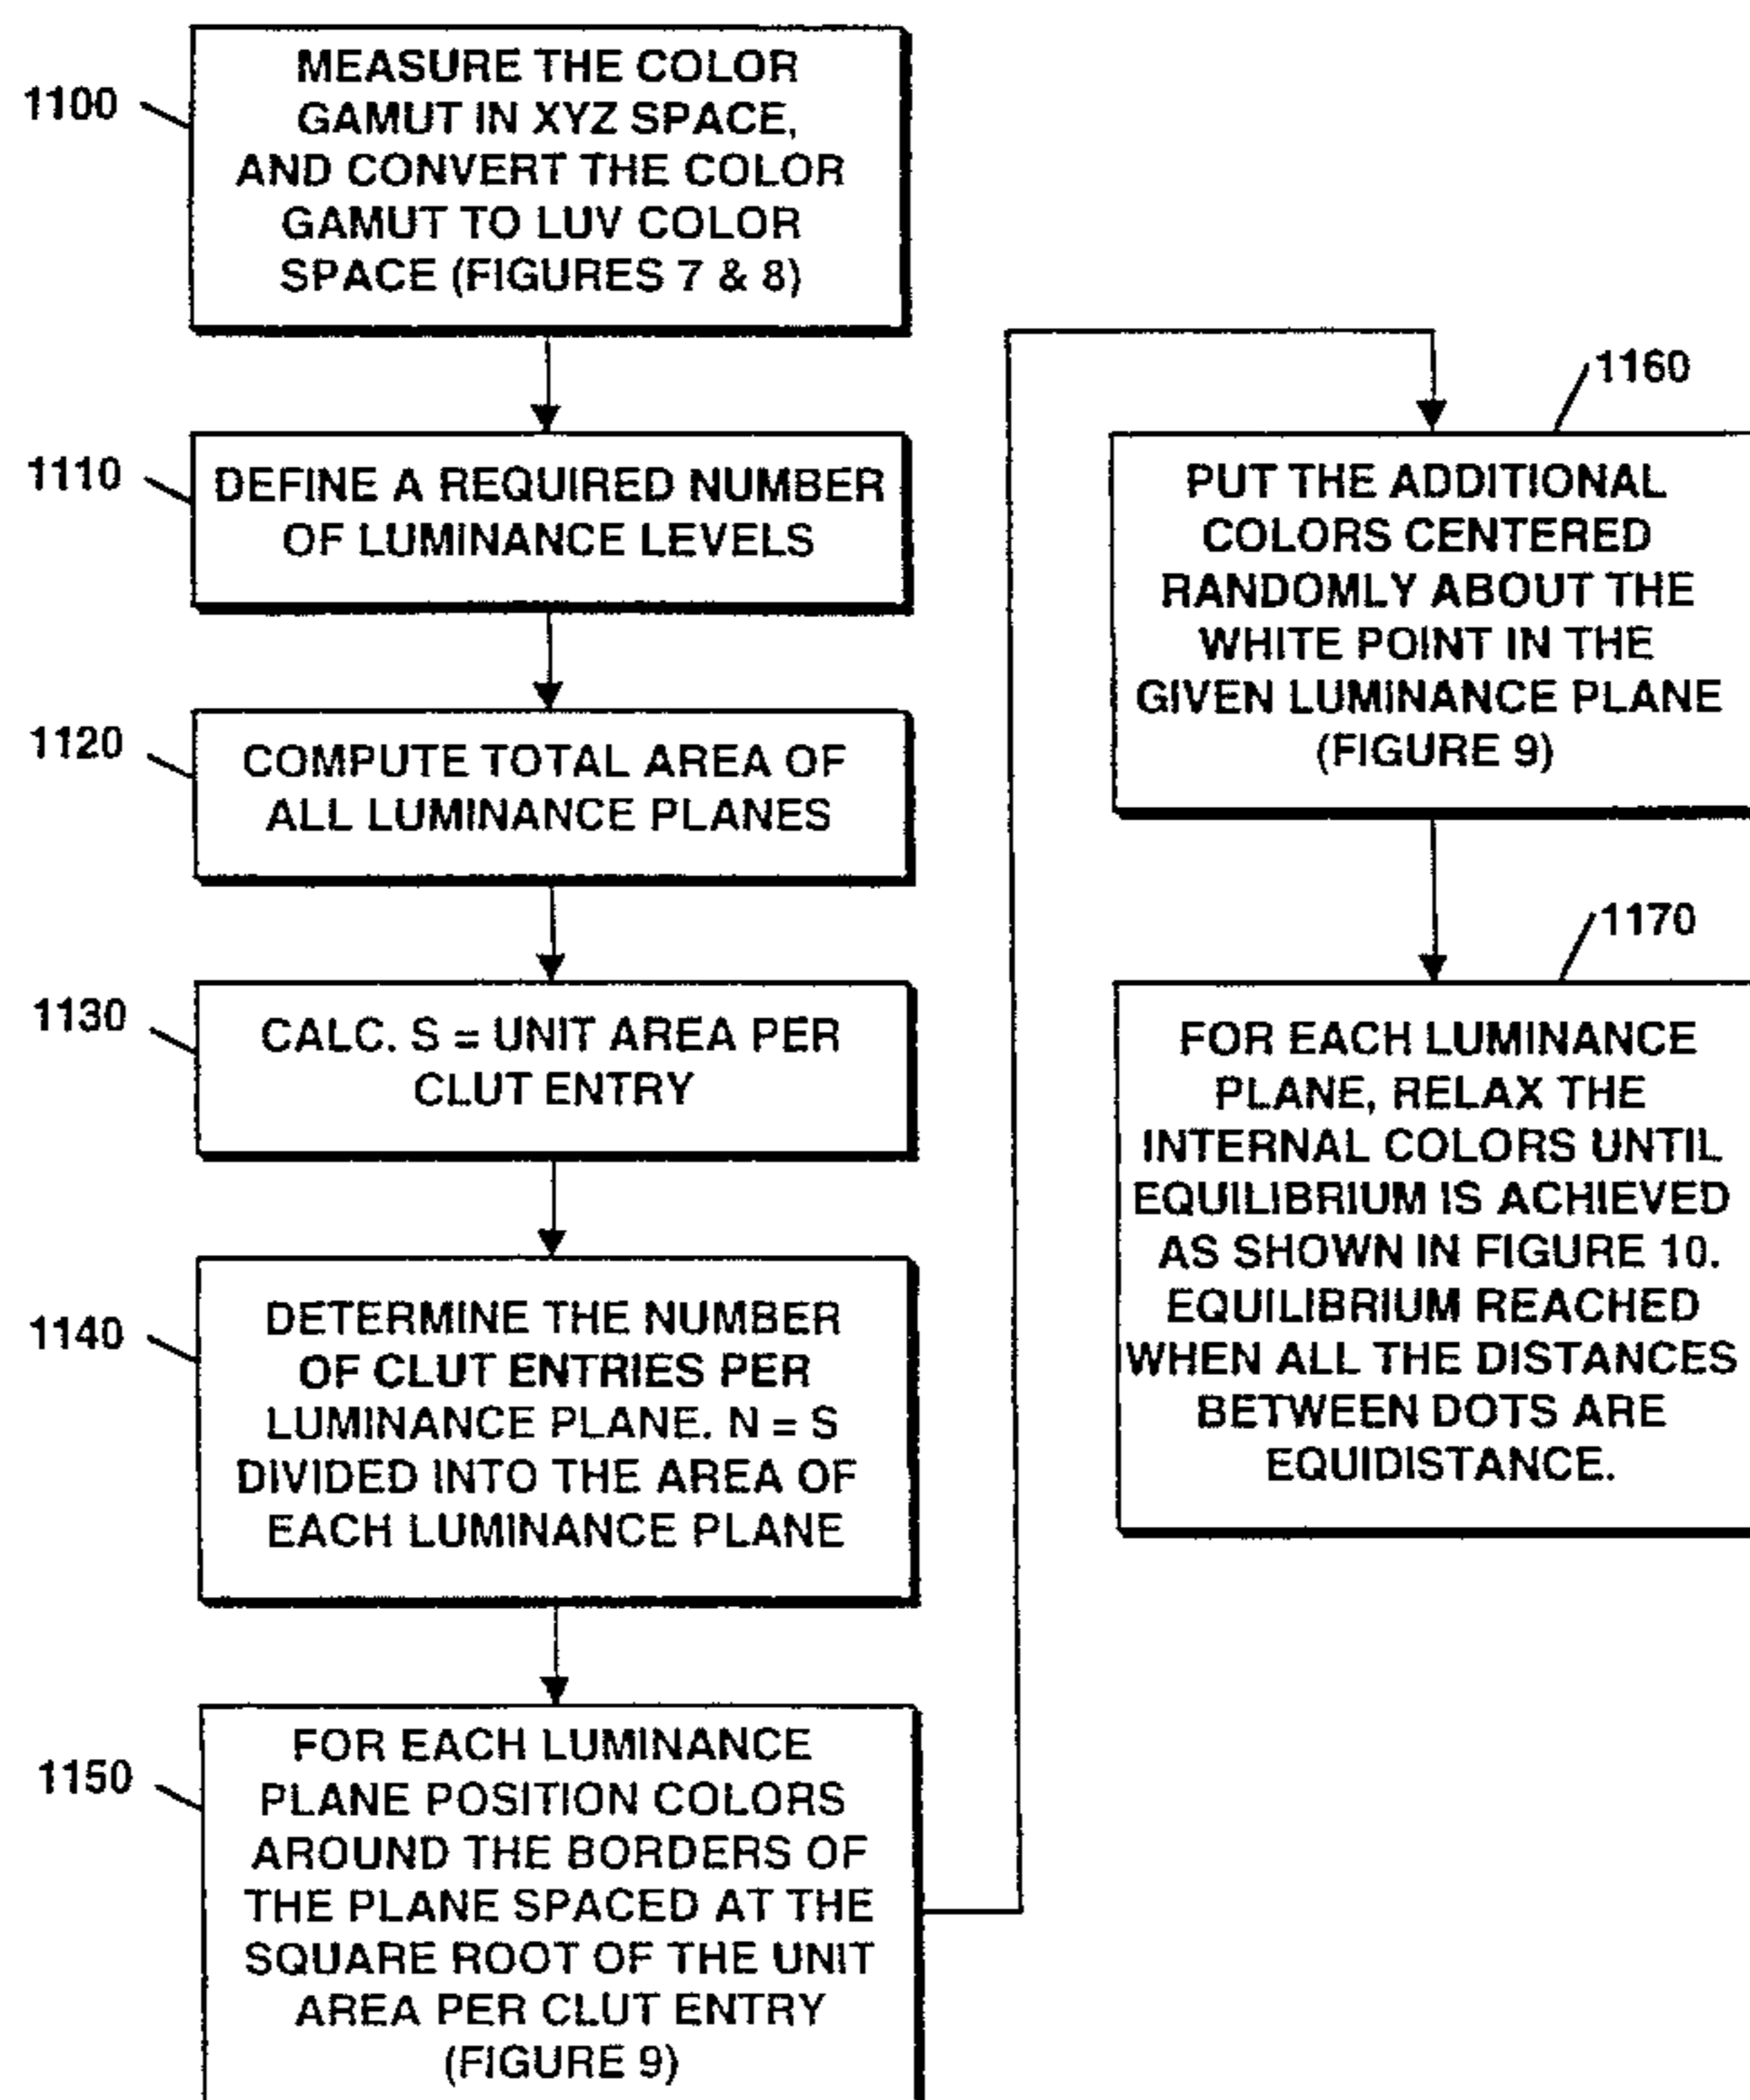 1100
MEASURE THE COLOR
GAMUT IN XYZ SPACE,
AND CONVERT THE COLOR
GAMUT TO LUV COLOR
SPACE (FIGURES 7 & 8)
1110
DEFINE A REQUIRED NUMBER
OF LUMINANCE LEVELS
1120
COMPUTE TOTAL AREA OF
ALL LUMINANCE PLANES
1130
CALC. S = UNIT AREA PER
CLUT ENTRY
1140
DETERMINE THE NUMBER
OF CLUT ENTRIES PER
LUMINANCE PLANE. N = S
DIVIDED INTO THE AREA OF
EACH LUMINANCE PLANE
1150
FOR EACH LUMINANCE
PLANE POSITION COLORS
AROUND THE BORDERS OF
THE PLANE SPACED AT THE
SQUARE ROOT OF THE UNIT
AREA PER CLUT ENTRY
(FIGURE 9)
1160
PUT THE ADDITIONAL
COLORS CENTERED
RANDOMLY ABOUT THE
WHITE POINT IN THE
GIVEN LUMINANCE PLANE
(FIGURE 9)
1170
FOR EACH LUMINANCE
PLANE, RELAX THE
INTERNAL COLORS UNTIL
EQUILIBRIUM IS ACHIEVED
AS SHOWN IN FIGURE 10.
EQUILIBRIUM REACHED
WHEN ALL THE DISTANCES
BETWEEN DOTS ARE
EQUIDISTANCE.